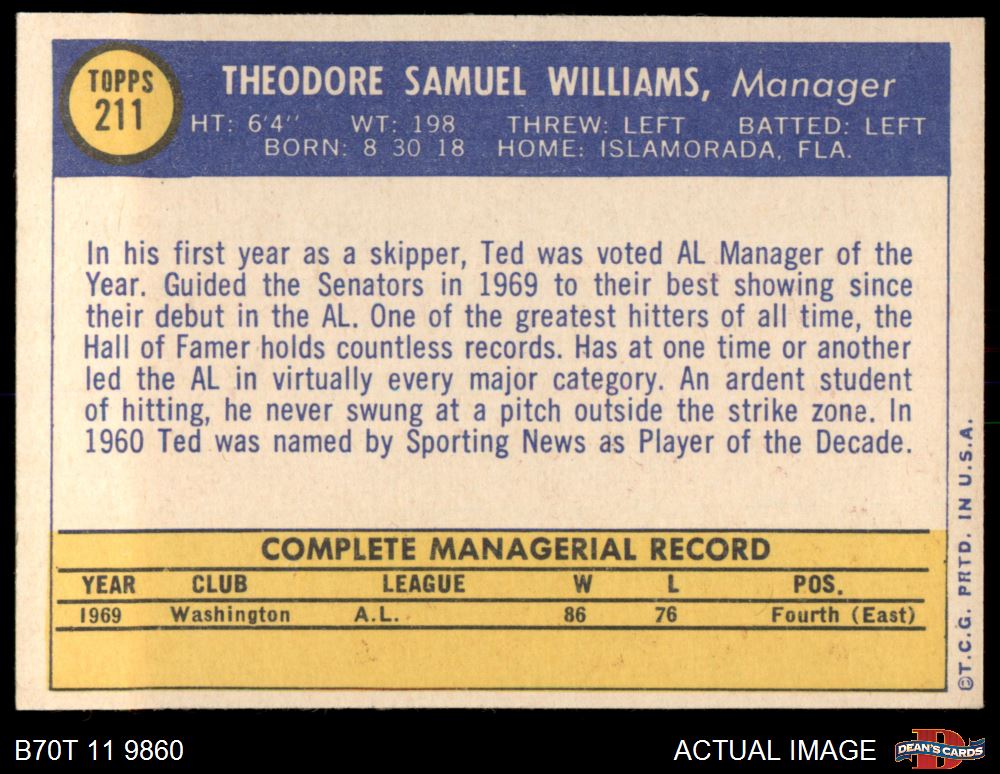 TOPPS
211
THEODORE SAMUEL WILLIAMS, Manager
HT: 6'4" WT: 198 THREW: LEFT BATTED: LEFT
BORN: 8 30 18 HOME: ISLAMORADA, FLA.
In his first year as a skipper, Ted was voted AL Manager of the
Year. Guided the Senators in 1969 to their best showing since
their debut in the AL. One of the greatest hitters of all time, the
Hall of Famer holds countless records. Has at one time or another
led the AL in virtually every major category. An ardent student
of hitting, he never swung at a pitch outside the strike zone. In
1960 Ted was named by Sporting News as Player of the Decade.
COMPLETE MANAGERIAL RECORD
YEAR CLUB LEAGUE W L POS.
1969 Washington A.L. 86 76 Fourth (East)
©T.C.G. PRTD. IN U.S.A.
B70T 11 9860
ACTUAL IMAGE
D
DEAN'S CARDS